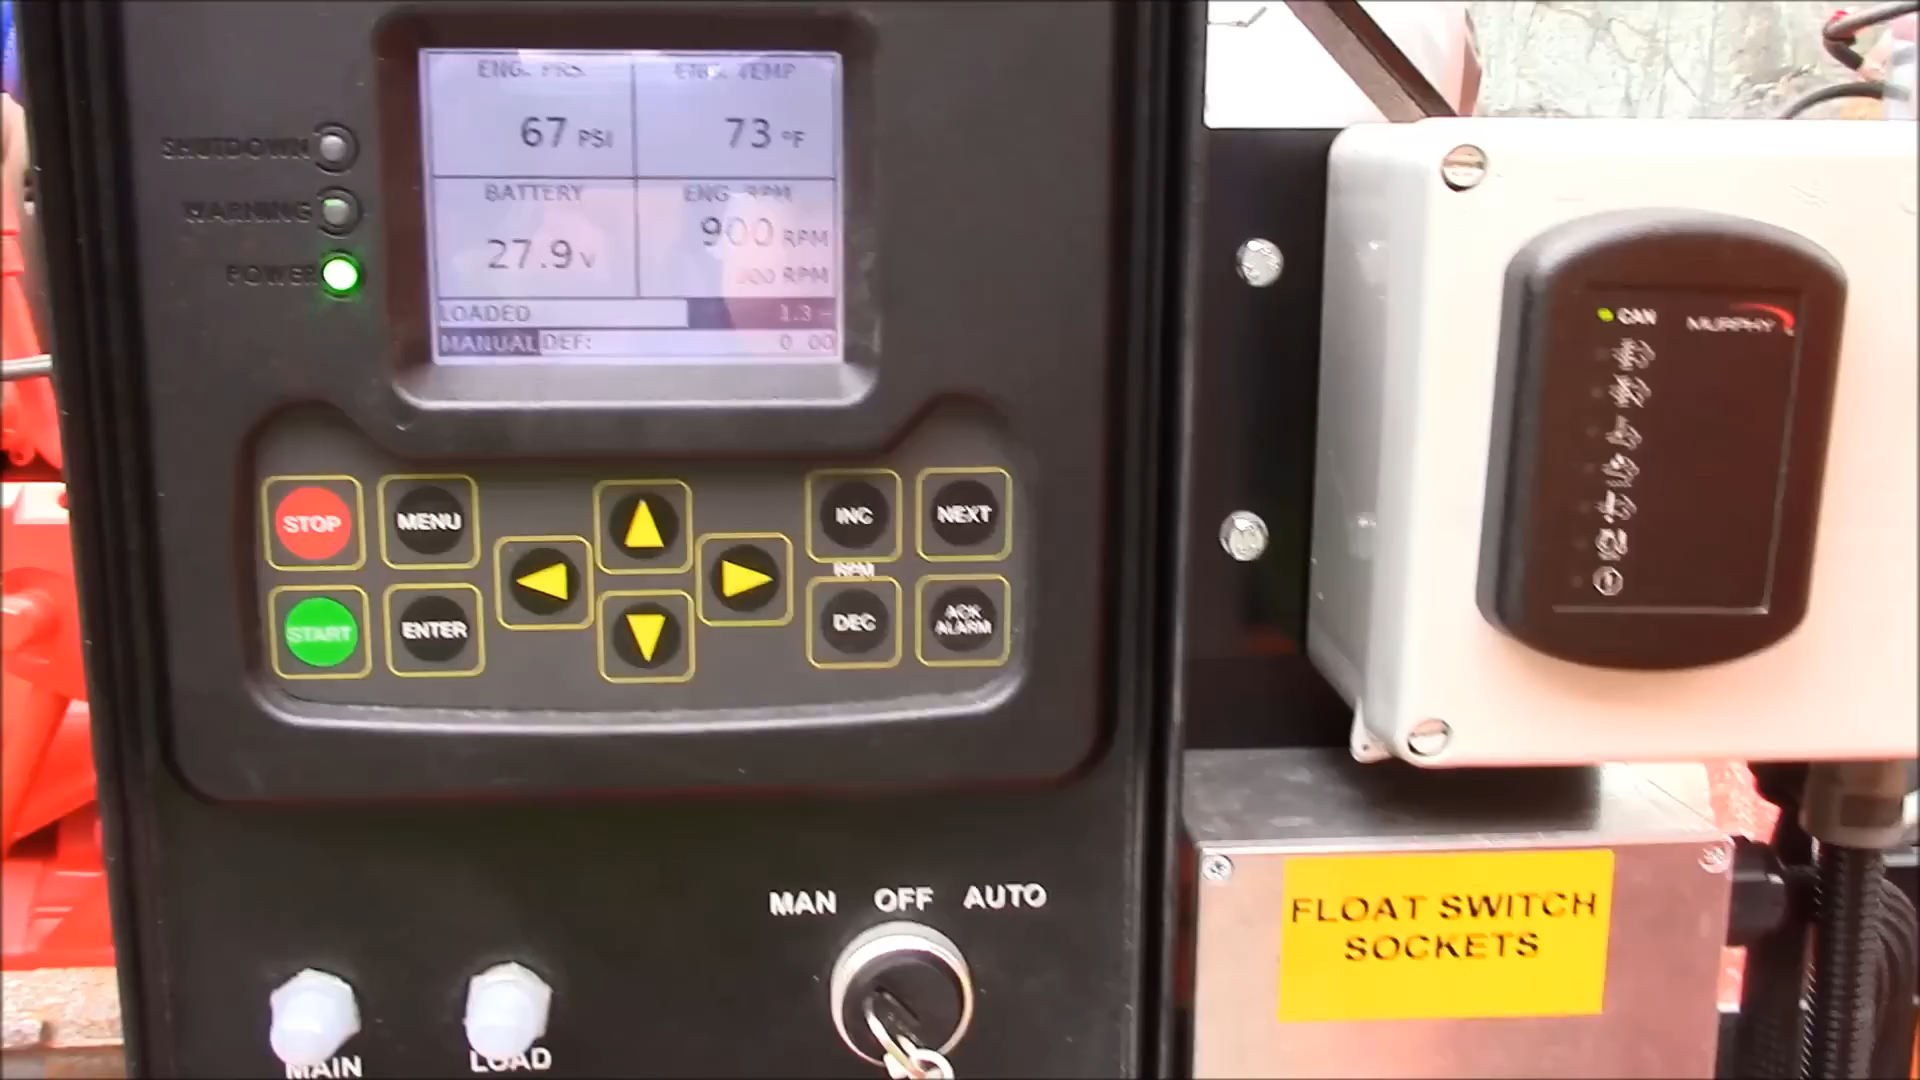 ENG. PRS.
ENG. TEMP
67 PSI
73 °F
BATTERY
ENG. RPM
27.9 V
900 RPM
RPM
LOADED
1.3
MANUAL DEF:
SHUTDOWN
WARNING
POWER
STOP
MENU
INC
NEXT
RPM
START
ENTER
DEC
ACK
ALARM
MAN OFF AUTO
MAIN
LOAD
CAN
MURPHY
FLOAT SWITCH
SOCKETS